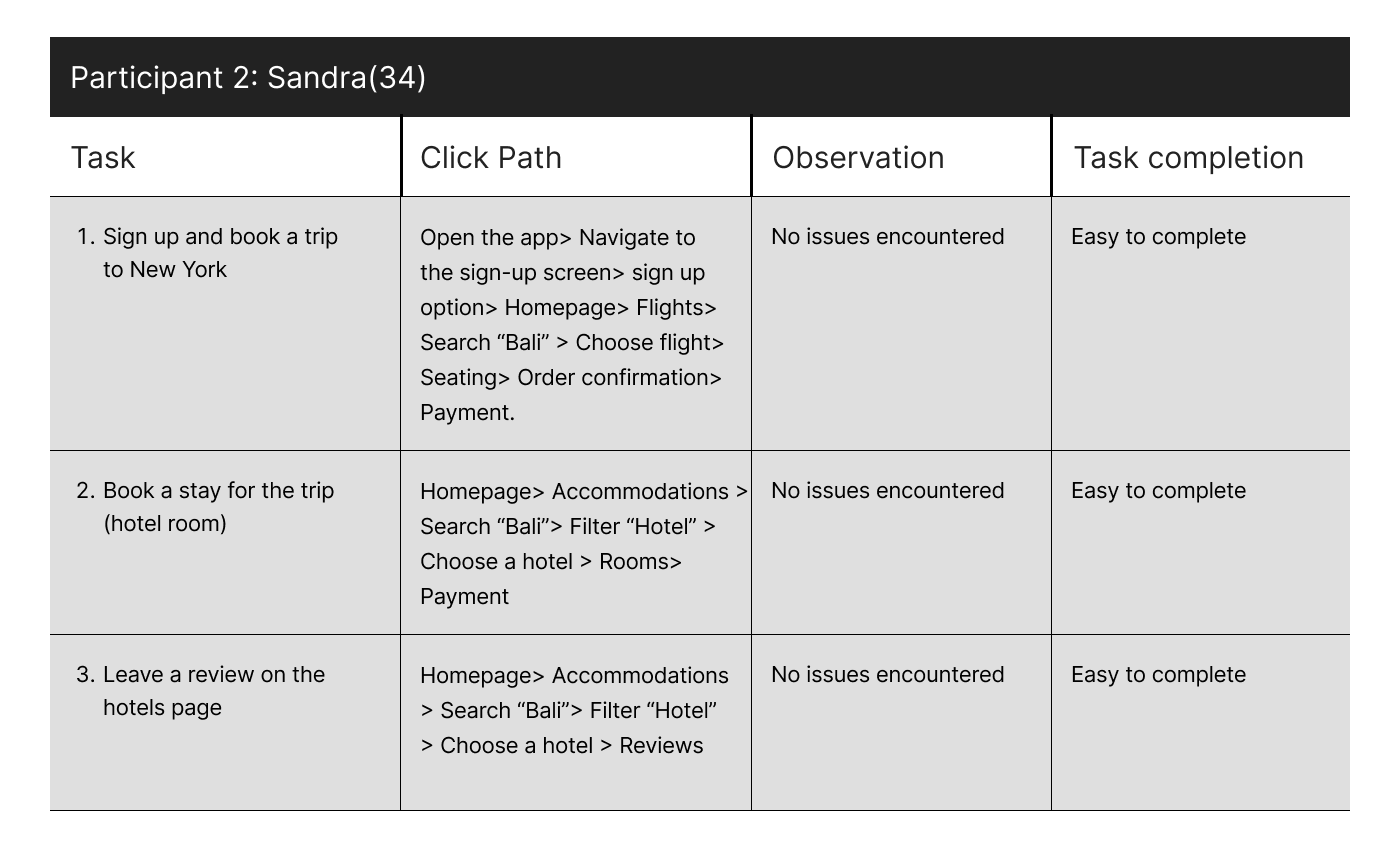 Participant 2: Sandra(34)
Task
Click Path
Observation
Task completion
1. Sign up and book a trip
to New York
Open the app> Navigate to
the sign-up screen> sign up
option> Homepage> Flights>
Search “Bali” > Choose flight>
Seating> Order confirmation>
Payment.
No issues encountered
Easy to complete
2. Book a stay for the trip
(hotel room)
Homepage> Accommodations >
Search “Bali”> Filter “Hotel” >
Choose a hotel > Rooms>
Payment
No issues encountered
Easy to complete
3. Leave a review on the
hotels page
Homepage> Accommodations
> Search “Bali”> Filter “Hotel”
> Choose a hotel > Reviews
No issues encountered
Easy to complete